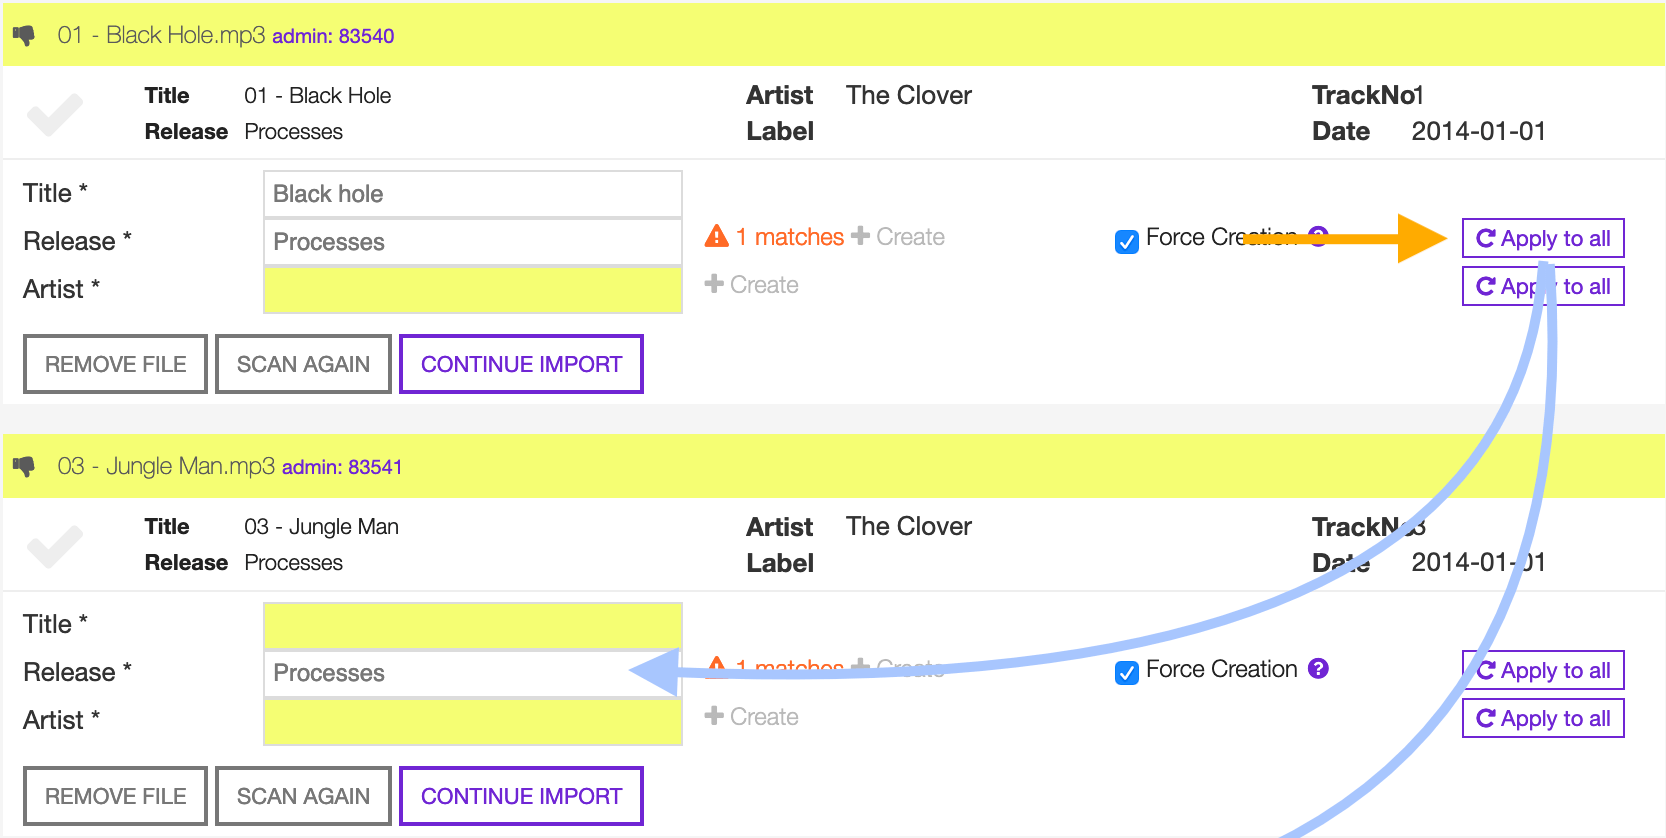 01 - Black Hole.mp3 admin: 83540
Title 01 - Black Hole Artist The Clover TrackNo 1
Release Processes Label Date 2014-01-01
Title * Black hole
Release * Processes 1 matches Create Force Creation ? Apply to all
Artist * Create Apply to all
REMOVE FILE SCAN AGAIN CONTINUE IMPORT
03 - Jungle Man.mp3 admin: 83541
Title 03 - Jungle Man Artist The Clover TrackNo 3
Release Processes Label Date 2014-01-01
Title *
Release * Processes 1 matches Create Force Creation ? Apply to all
Artist * Create Apply to all
REMOVE FILE SCAN AGAIN CONTINUE IMPORT